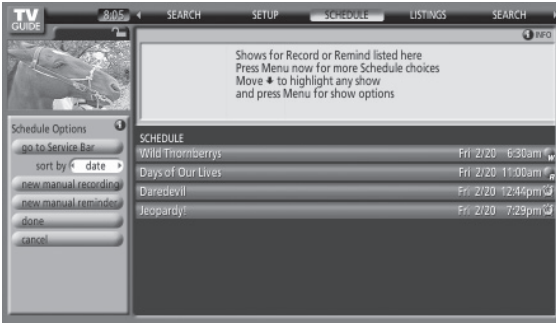 TV GUIDE
8:05 SEARCH SETUP SCHEDULE LISTINGS SEARCH
INFO
Shows for Record or Remind listed here
Press Menu now for more Schedule choices
Move to highlight any show
and press Menu for show options
Schedule Options
go to Service Bar
sort by date
new manual recording
new manual reminder
done
cancel
SCHEDULE
Wild Thornberrys Fri 2/20 6:30am W
Days of Our Lives Fri 2/20 11:00am R
Daredevil Fri 2/20 12:44pm
Jeopardy! Fri 2/20 7:29pm